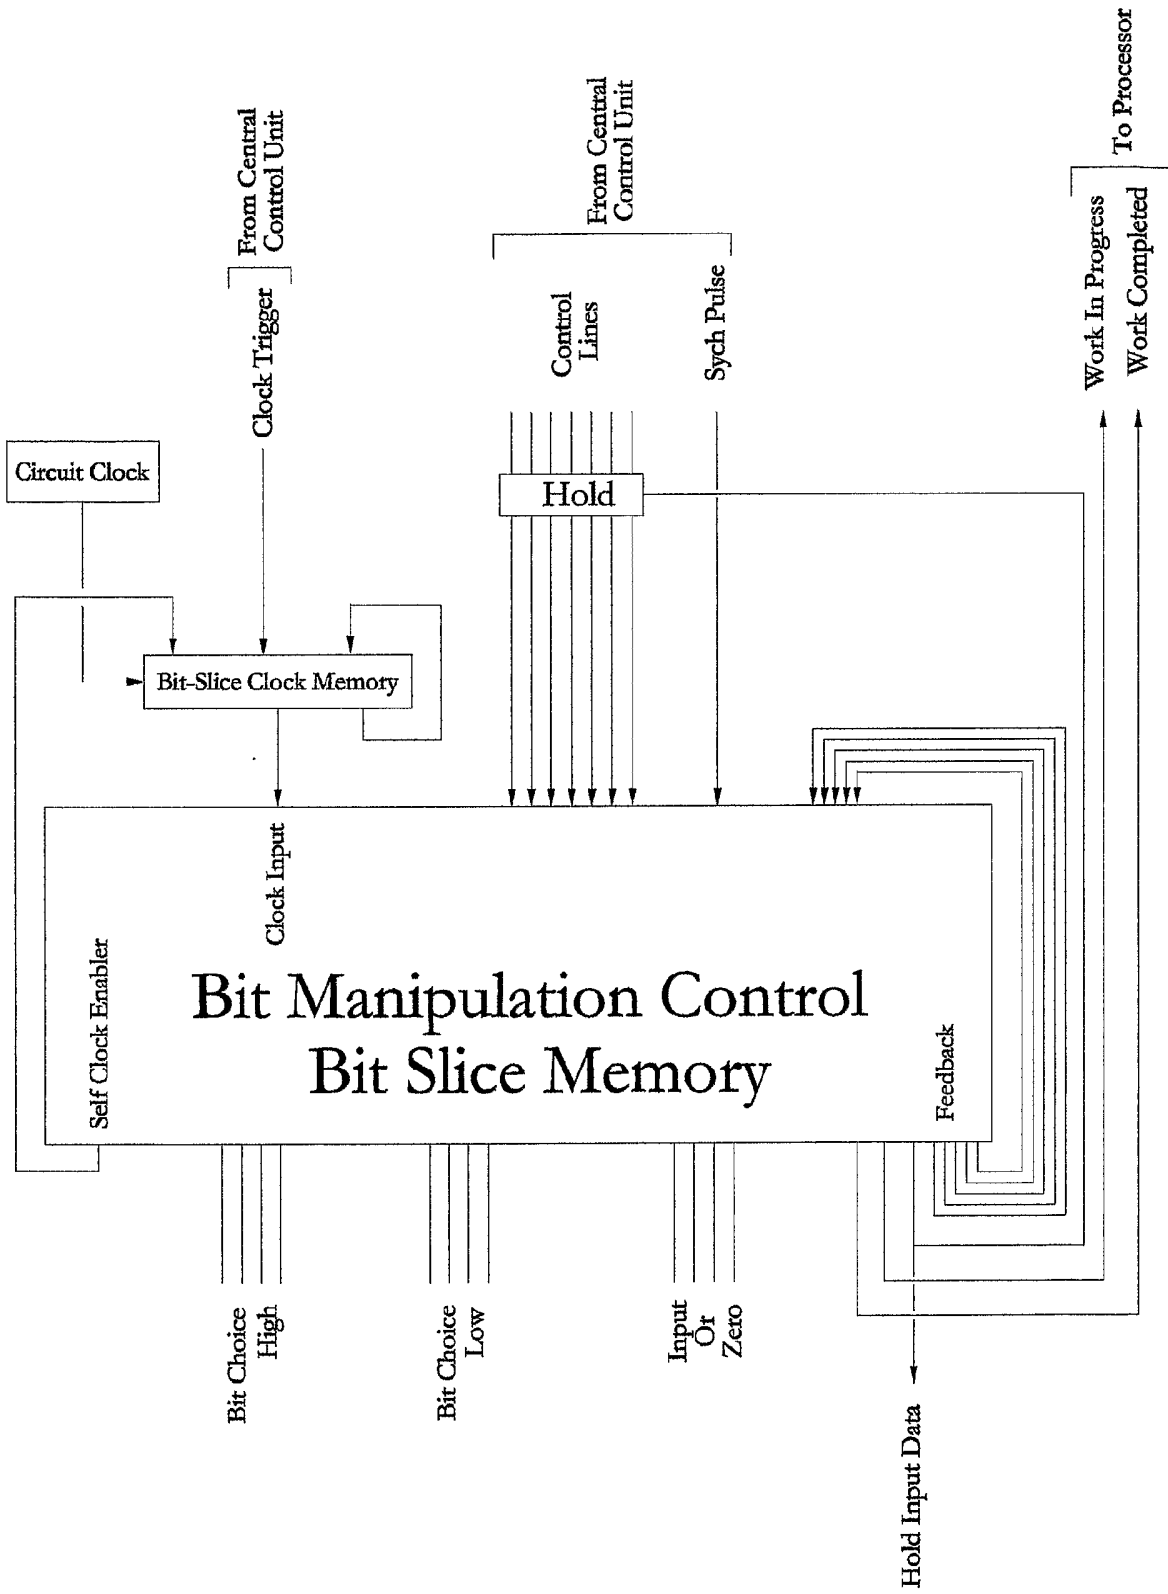 From Central
Control Unit
Clock Trigger
Circuit Clock
Bit-Slice Clock Memory
From Central
Control Unit
Control
Lines
Sych Pulse
Hold
To Processor
Work In Progress
Work Completed
Self Clock Enabler
Clock Input
Bit Manipulation Control
Bit Slice Memory
Feedback
Bit Choice
High
Bit Choice
Low
Input
Or
Zero
Hold Input Data